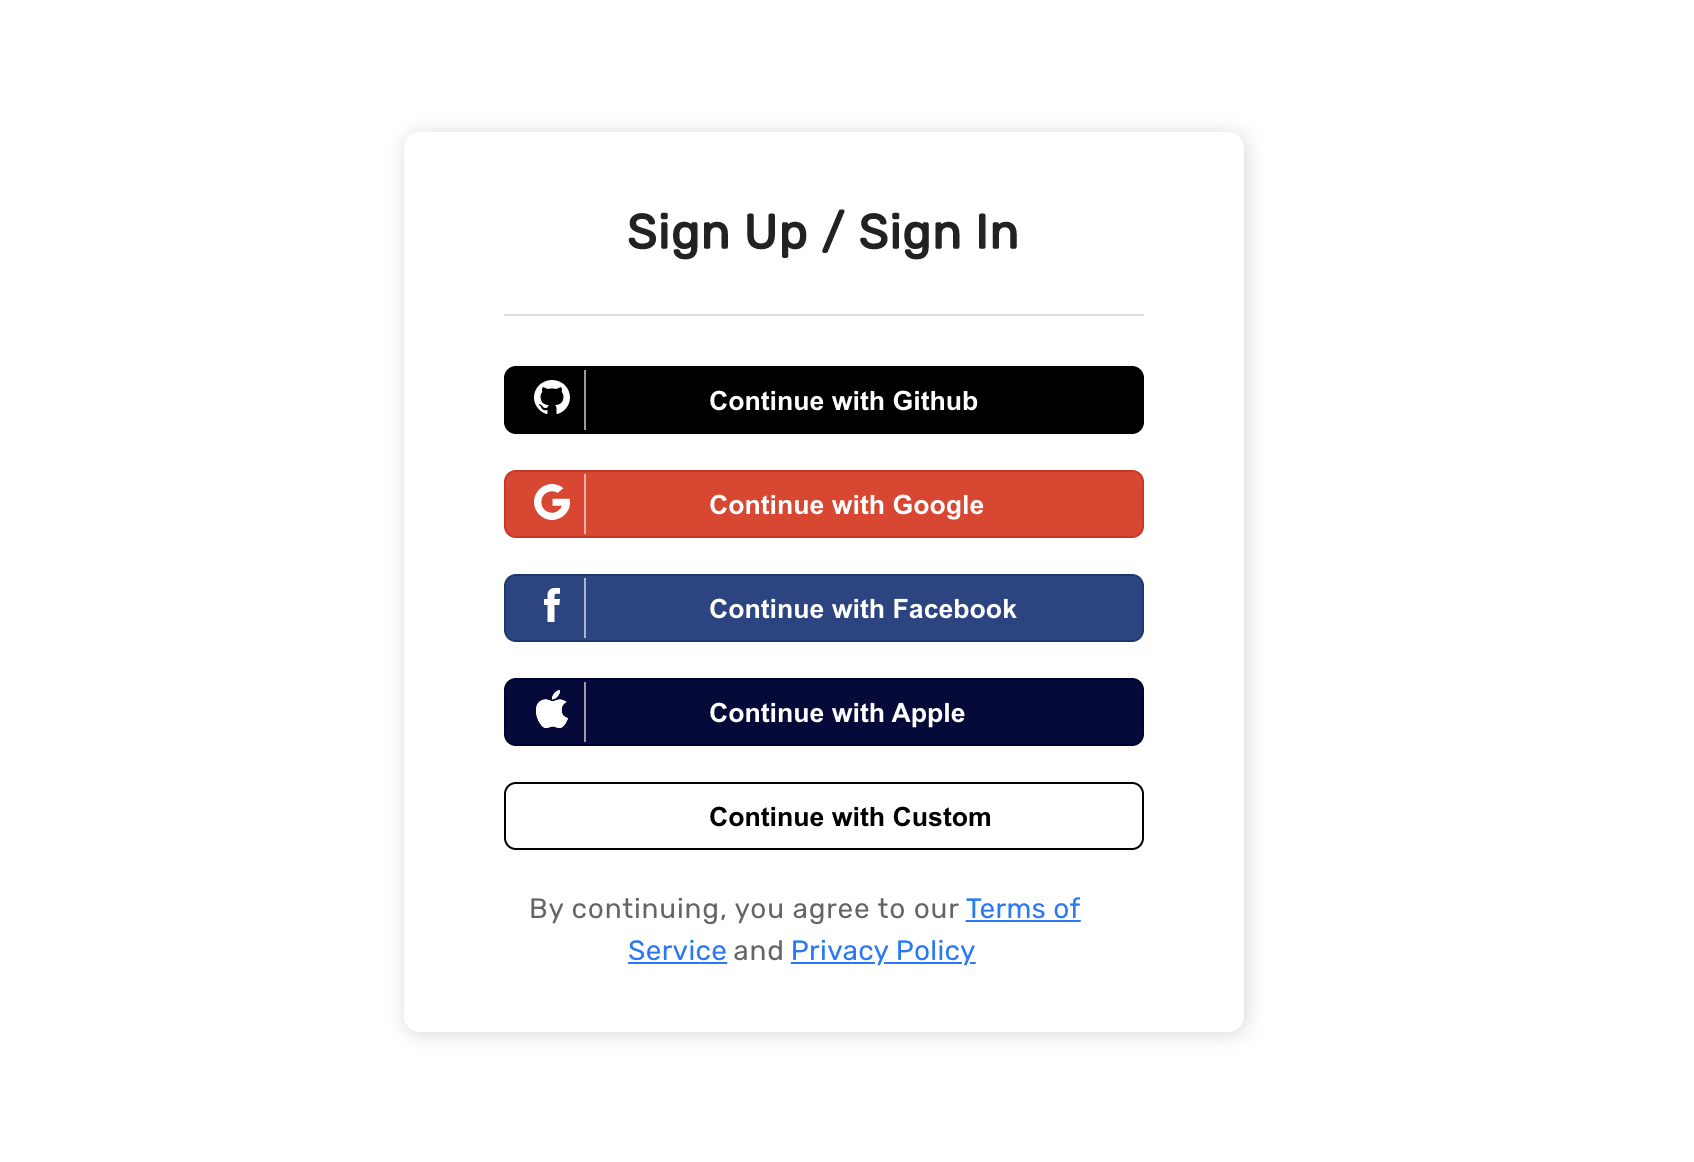 Sign Up / Sign In
Continue with Github
Continue with Google
Continue with Facebook
Continue with Apple
Continue with Custom
By continuing, you agree to our Terms of
Service and Privacy Policy